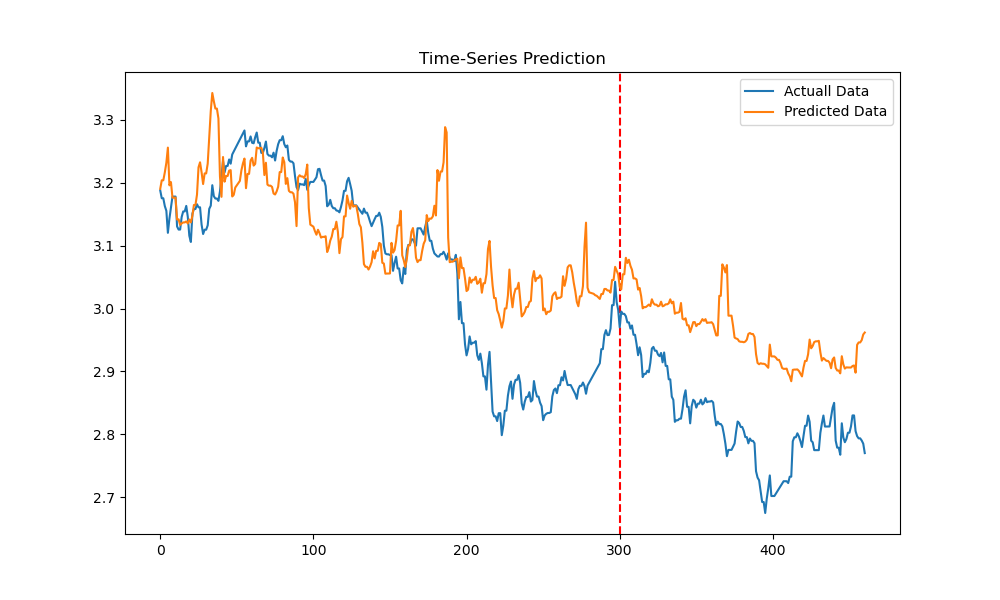 Time-Series Prediction
Actuall Data
Predicted Data
3.3
3.2
3.1
3.0
2.9
2.8
2.7
0 100 200 300 400